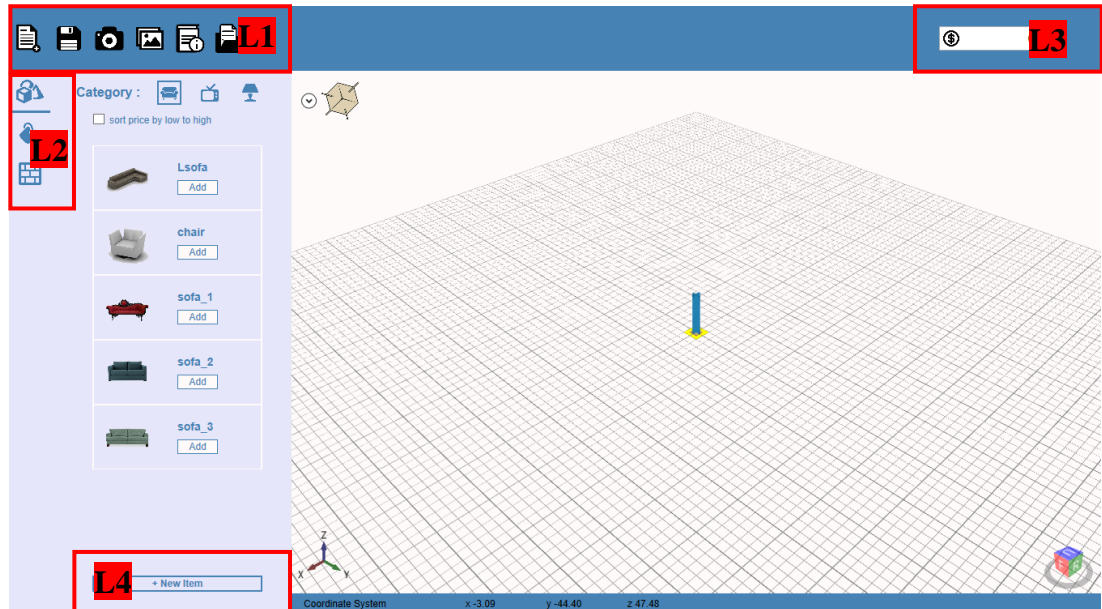 L1
L3
L2
Category :
sort price by low to high
Lsofa
Add
chair
Add
sofa_1
Add
sofa_2
Add
sofa_3
Add
Z
X
Y
L4
+ New Item
Coordinate System x -3.09 y -44.40 z 47.48